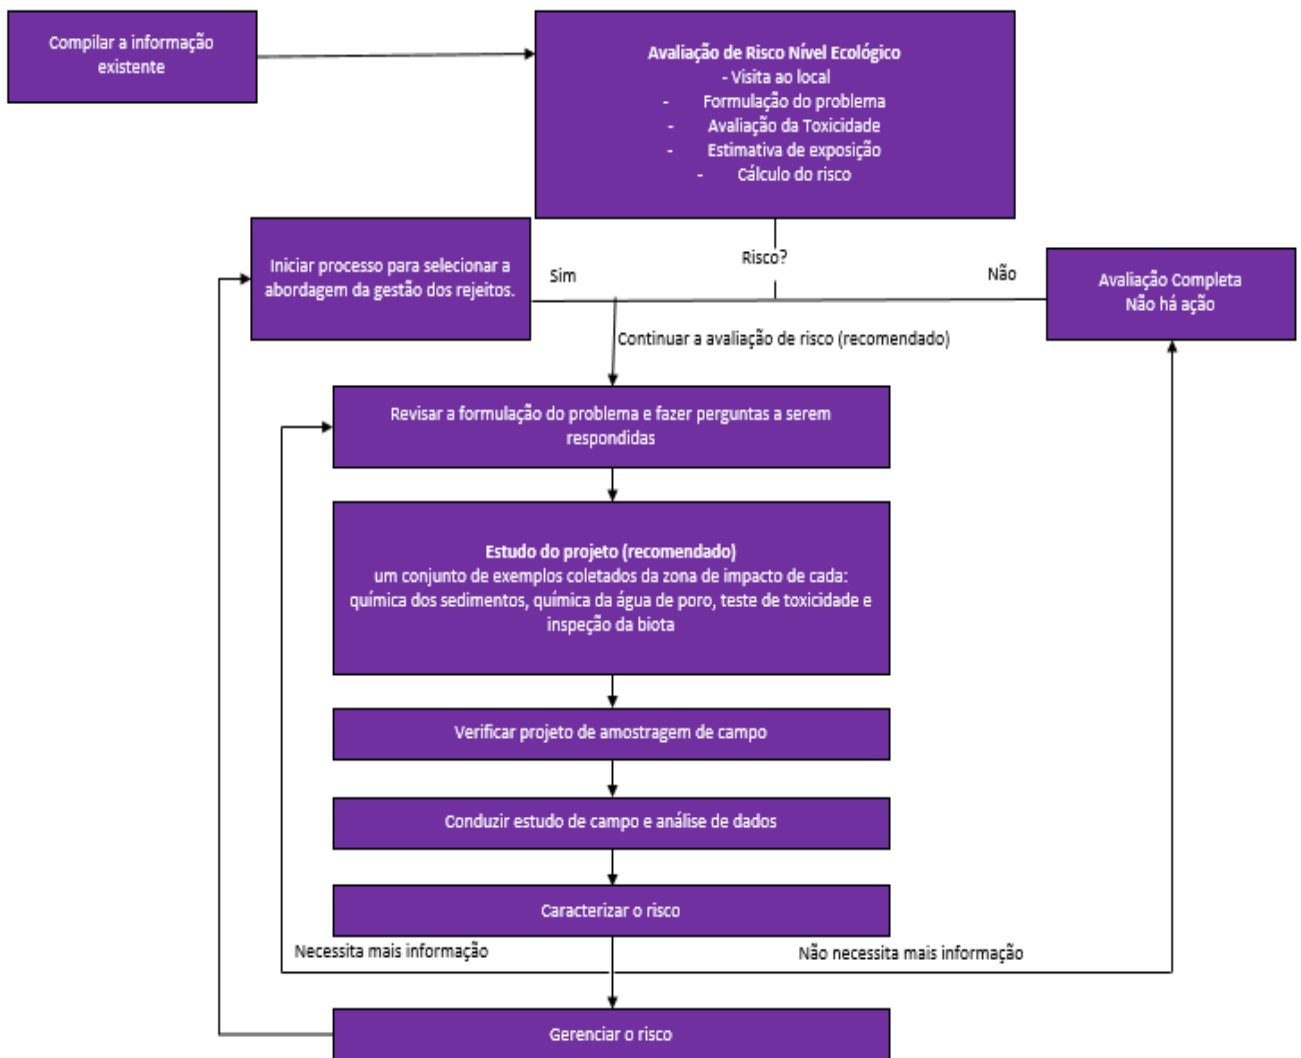 Compilar a informação
existente
Avaliação de Risco Nível Ecológico
- Visita ao local
- Formulação do problema
- Avaliação da Toxicidade
- Estimativa de exposição
- Cálculo do risco
Iniciar processo para selecionar a
abordagem da gestão dos rejeitos.
Sim
Risco?
Não
Avaliação Completa
Não há ação
Continuar a avaliação de risco (recomendado)
Revisar a formulação do problema e fazer perguntas a serem
respondidas
Estudo do projeto (recomendado)
um conjunto de exemplos coletados da zona de impacto de cada:
química dos sedimentos, química da água de poro, teste de toxicidade e
inspeção da biota
Verificar projeto de amostragem de campo
Conduzir estudo de campo e análise de dados
Caracterizar o risco
Necessita mais informação
Não necessita mais informação
Gerenciar o risco